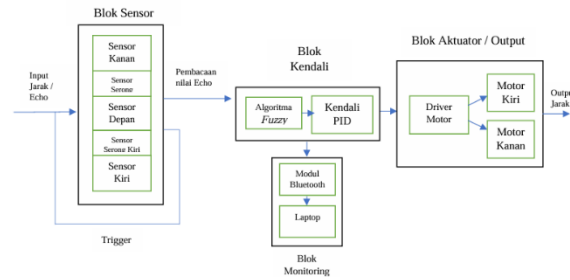 Blok Sensor
Input
Jarak /
Echo
Sensor
Kanan
Sensor
Serong
Sensor
Depan
Sensor
Serong Kiri
Sensor
Kiri
Trigger
Pembacaan
nilai Echo
Blok
Kendali
Algoritma
Fuzzy
Kendali
PID
Modul
Bluetooth
Laptop
Blok
Monitoring
Blok Aktuator / Output
Driver
Motor
Motor
Kiri
Motor
Kanan
Output
Jarak